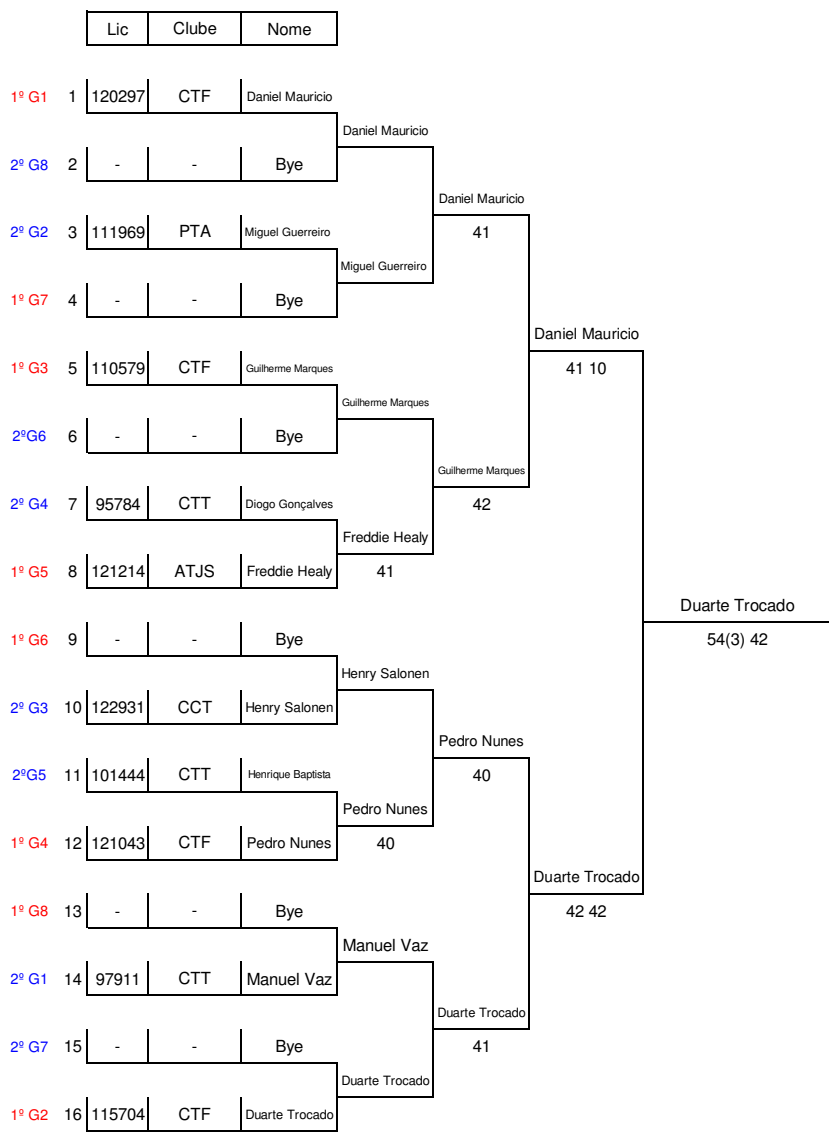 Lic Clube Nome
1º G1 1 120297 CTF Daniel Mauricio
Daniel Mauricio
2º G8 2 - - Bye
Daniel Mauricio
41
2º G2 3 111969 PTA Miguel Guerreiro
Miguel Guerreiro
1º G7 4 - - Bye
Daniel Mauricio
41 10
1º G3 5 110579 CTF Guilherme Marques
Guilherme Marques
2ºG6 6 - - Bye
Guilherme Marques
42
2º G4 7 95784 CTT Diogo Gonçalves
Freddie Healy
41
1º G5 8 121214 ATJS Freddie Healy
Duarte Trocado
54(3) 42
1º G6 9 - - Bye
Henry Salonen
2º G3 10 122931 CCT Henry Salonen
Pedro Nunes
40
2ºG5 11 101444 CTT Henrique Baptista
Pedro Nunes
40
1º G4 12 121043 CTF Pedro Nunes
Duarte Trocado
42 42
1º G8 13 - - Bye
Manuel Vaz
2º G1 14 97911 CTT Manuel Vaz
Duarte Trocado
41
2º G7 15 - - Bye
Duarte Trocado
1º G2 16 115704 CTF Duarte Trocado